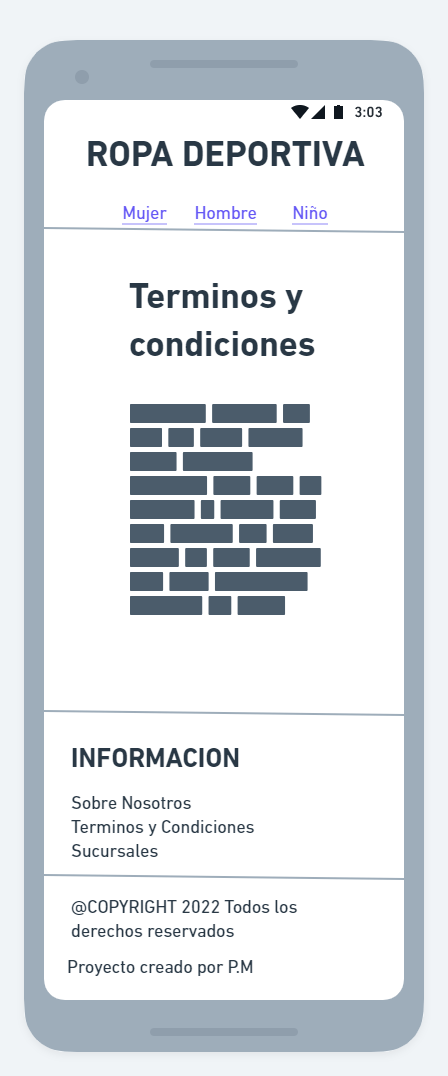 3:03
ROPA DEPORTIVA
Mujer Hombre Niño
Terminos y
condiciones
INFORMACION
Sobre Nosotros
Terminos y Condiciones
Sucursales
@COPYRIGHT 2022 Todos los
derechos reservados
Proyecto creado por P.M